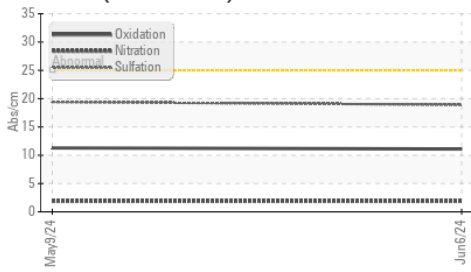 35
30
25
20
15
10
5
0
Abs/cm
Oxidation
Nitration
Sulfation
Abnormal
May9/24
Jun6/24